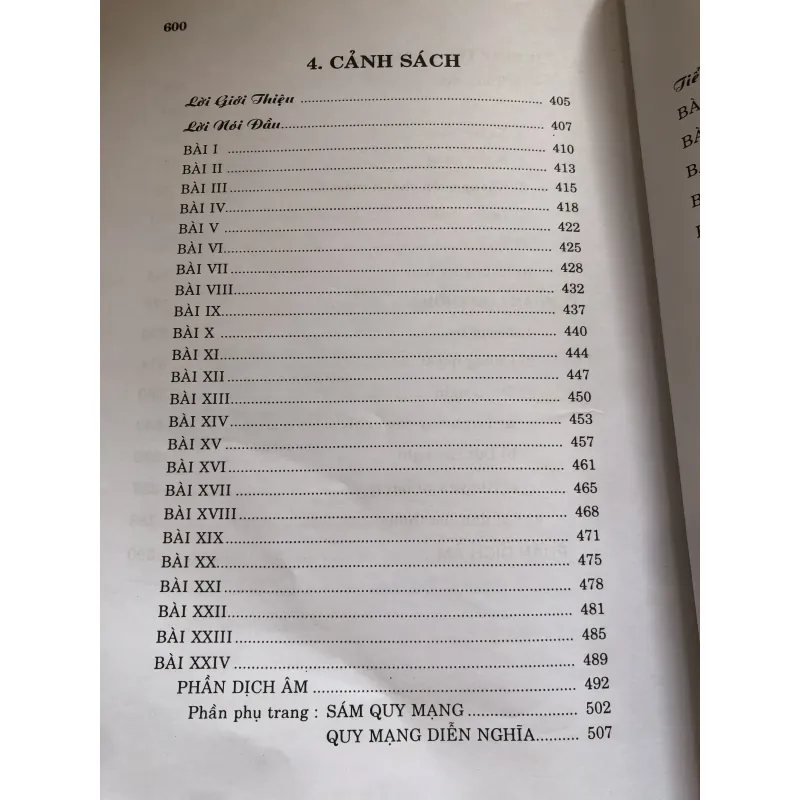 600
4. CẢNH SÁCH
Lời Giới Thiệu ........ 405
Lời Nói Đầu........ 407
BÀI I ........ 410
BÀI II ........ 413
BÀI III ........ 415
BÀI IV........ 418
BÀI V ........ 422
BÀI VI........ 425
BÀI VII ........ 428
BÀI VIII........ 432
BÀI IX........ 437
BÀI X ........ 440
BÀI XI........ 444
BÀI XII ........ 447
BÀI XIII........ 450
BÀI XIV ........ 453
BÀI XV ........ 457
BÀI XVI ........ 461
BÀI XVII ........ 465
BÀI XVIII ........ 468
BÀI XIX ........ 471
BÀI XX........ 475
BÀI XXI ........ 478
BÀI XXII........ 481
BÀI XXIII ........ 485
BÀI XXIV ........ 489
PHẦN DỊCH ÂM ........ 492
Phần phụ trang : SÁM QUY MẠNG ........ 502
QUY MẠNG DIỄN NGHĨA.......... 507